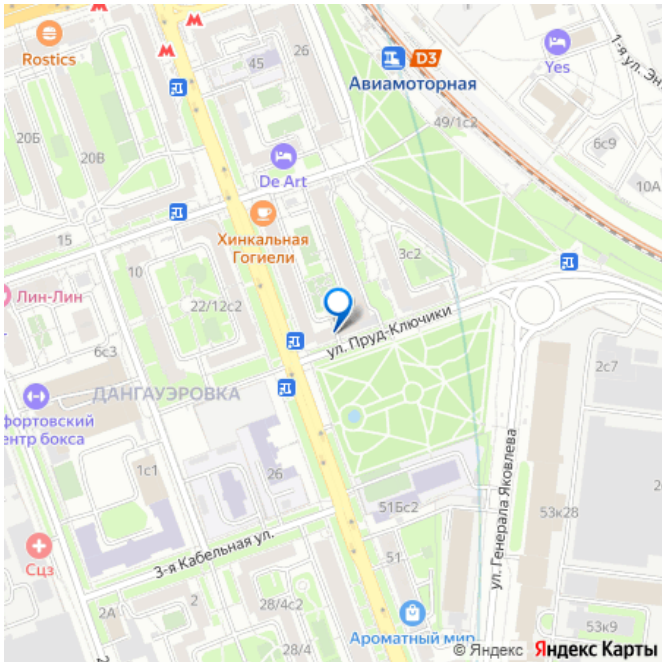 Rostics
26
45
D3
Авиамоторная
Yes
1-я ул. Эн
20Б
20В
49/1с2
6с9
10А
De Art
15
Хинкальная
Гогиели
3с2
10
Лин-Лин
22/12с2
ул. Пруд-Ключики
6с3
2с7
ДАНГАУЭРОВКА
фортовский
ентр бокса
1с1
26
51Бс2
ул. Генерала Яковлева
53к28
3-я Кабельная ул.
51
Сцз
2А
2
28/4с2
53к9
28/4
Ароматный мир
© Яндекс Яндекс Карты